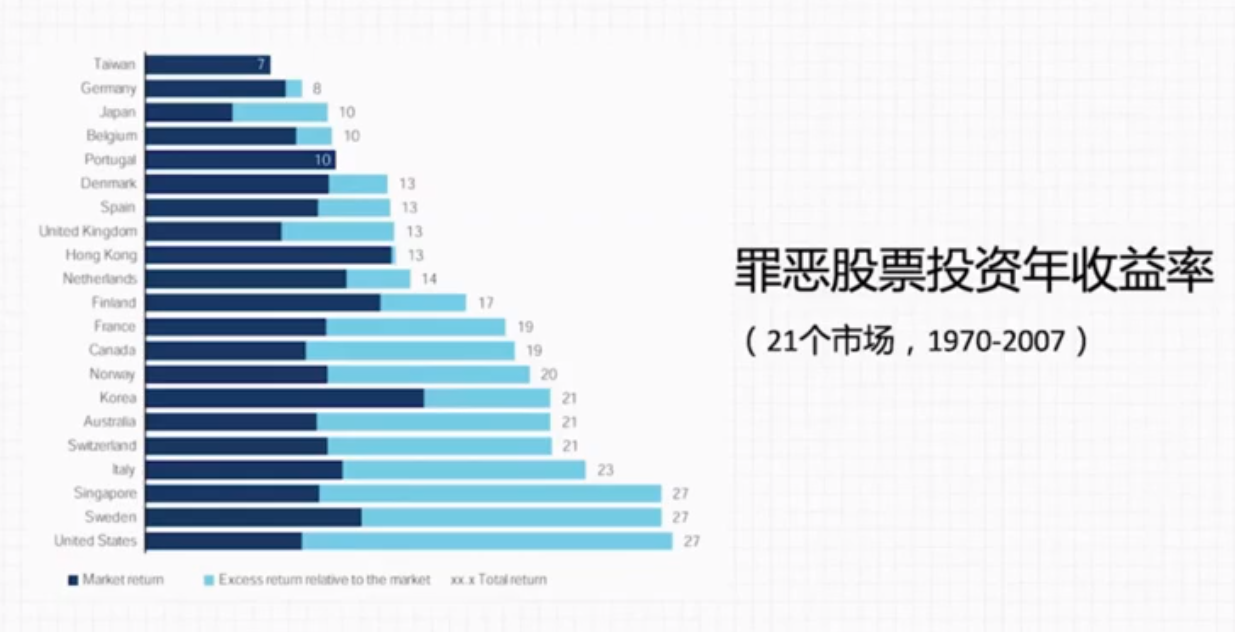 Taiwan 7
Germany 8
Japan 10
Belgium 10
Portugal 10
Denmark 13
Spain 13
United Kingdom 13
Hong Kong 13
Netherlands 14
Finland 17
France 19
Canada 19
Norway 20
Korea 21
Australia 21
Switzerland 21
Italy 23
Singapore 27
Sweden 27
United States 27
Market return Excess return relative to the market xx.x Total return
罪恶股票投资年收益率
（21个市场，1970-2007）